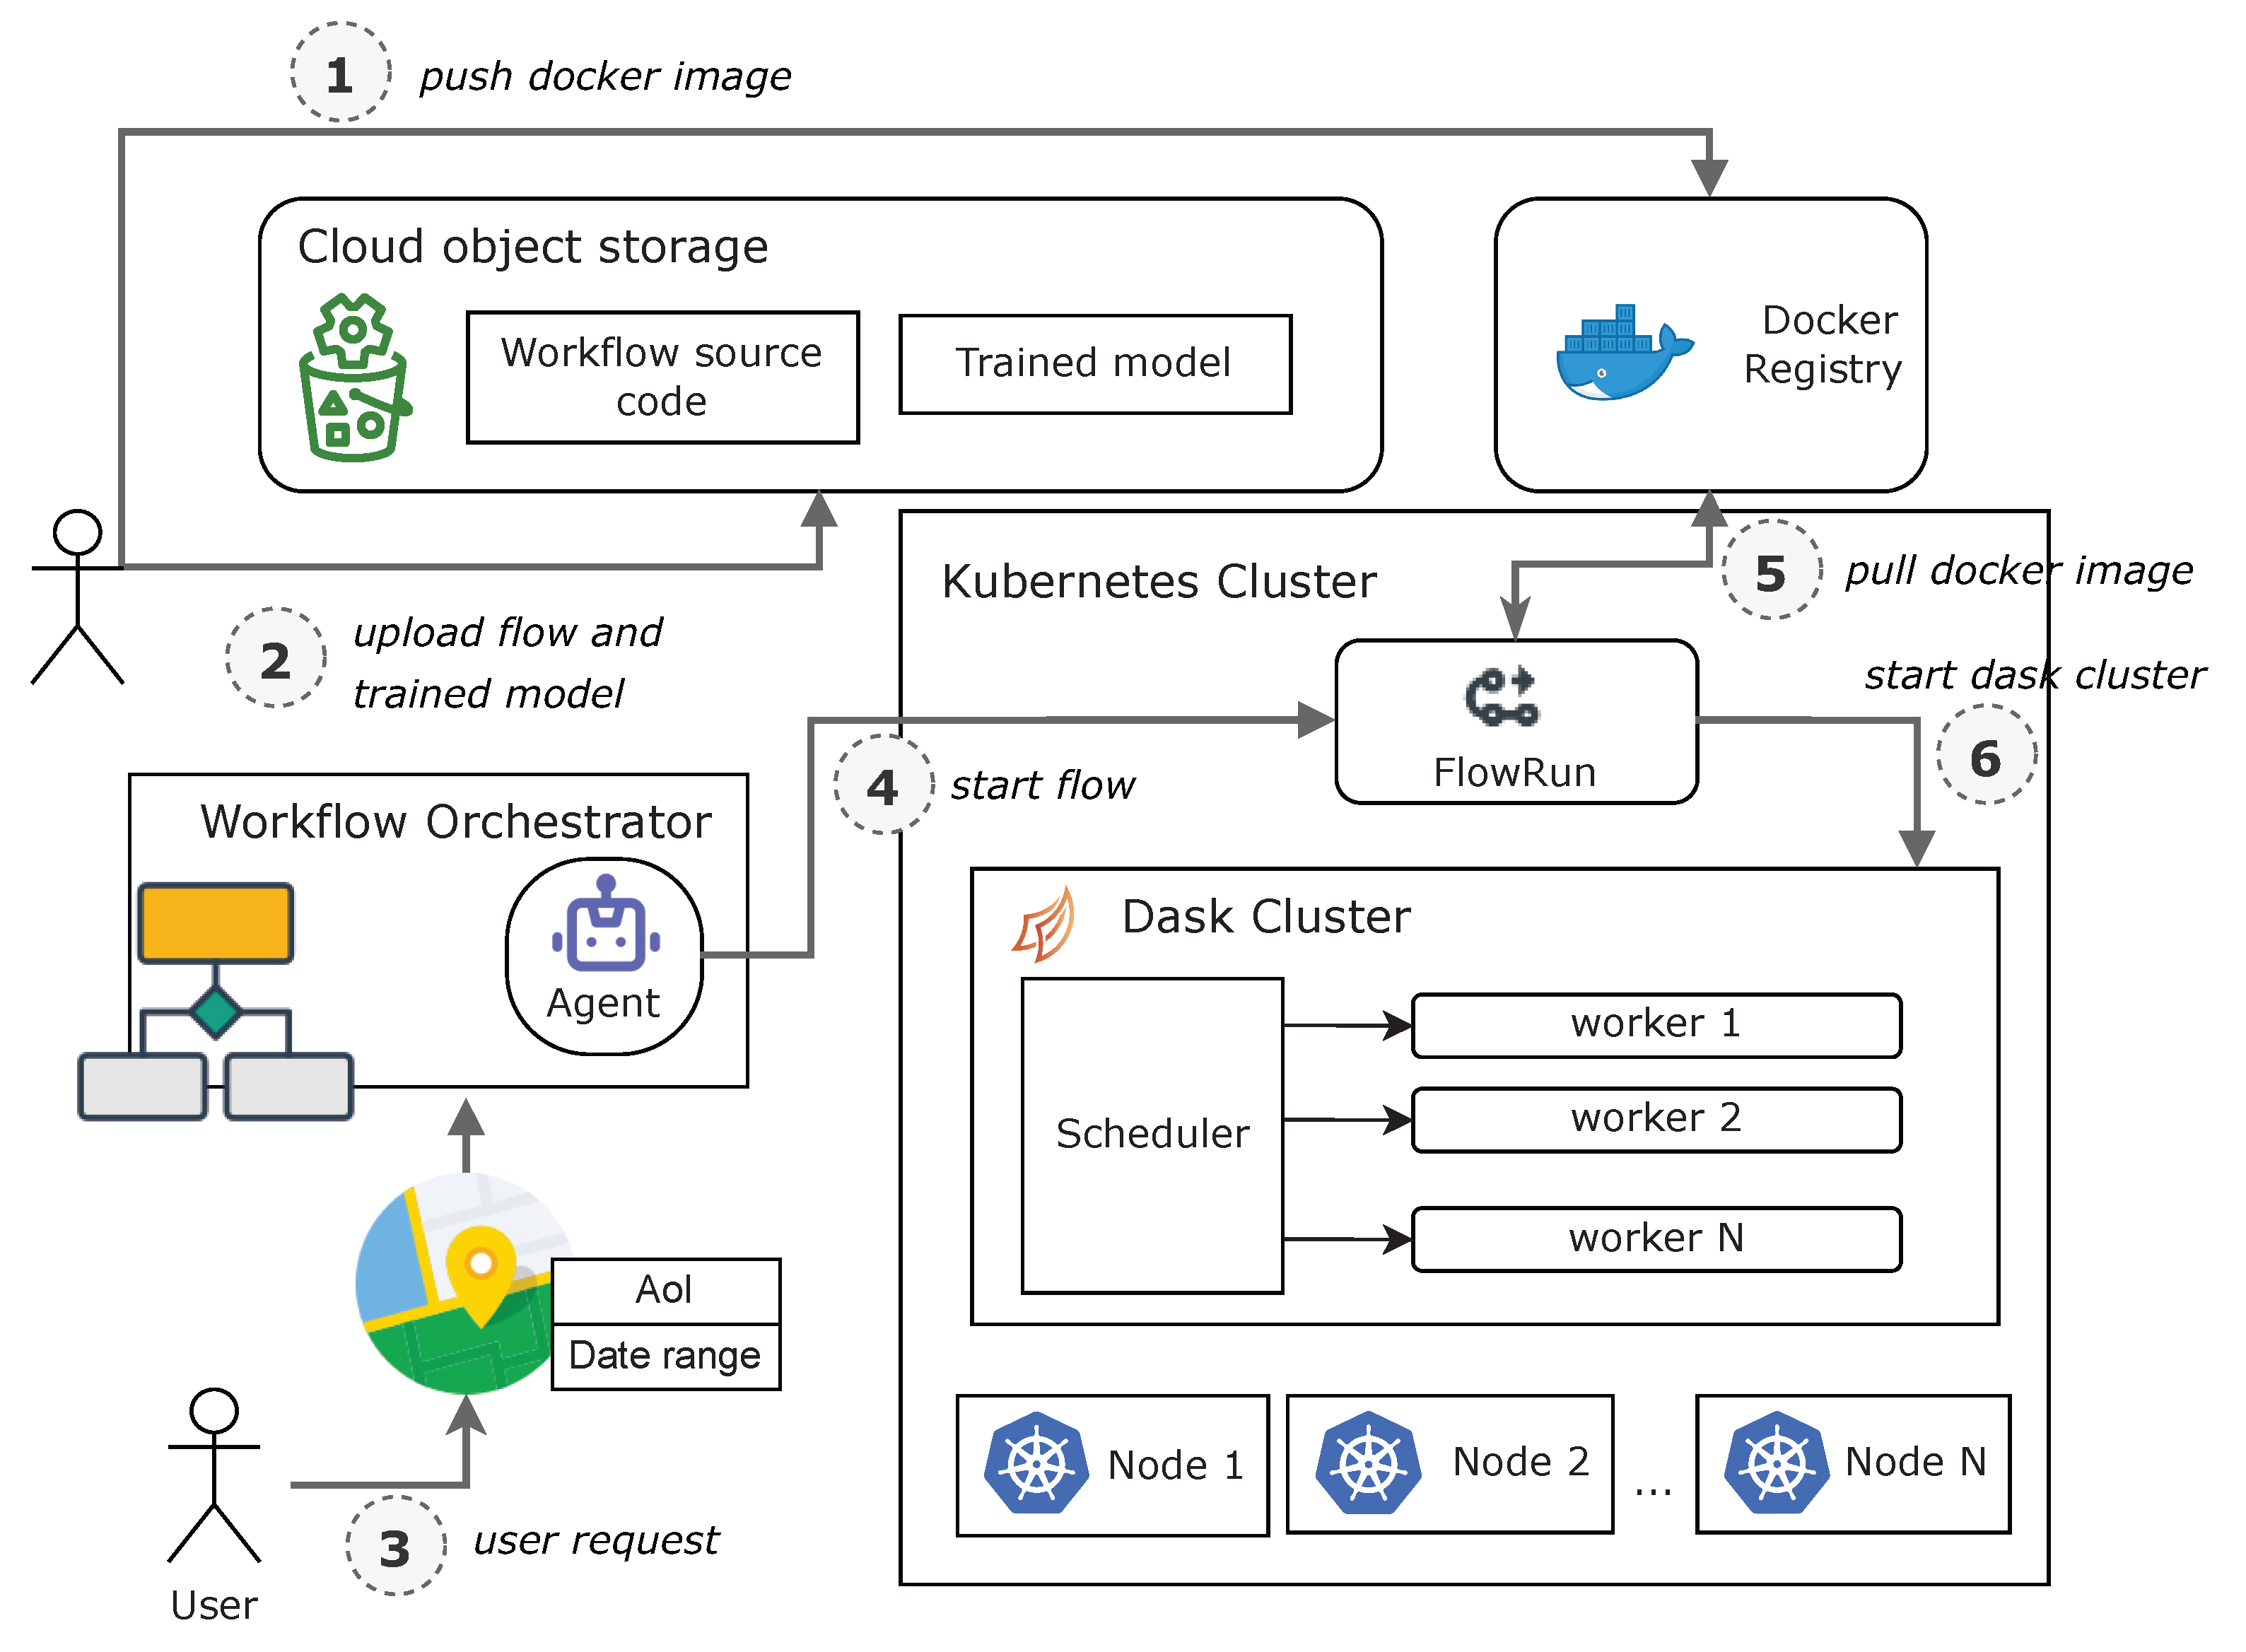 1
push docker image
Cloud object storage
Workflow source
code
Trained model
Docker
Registry
2
upload flow and
trained model
Kubernetes Cluster
5
pull docker image
start dask cluster
6
FlowRun
4
start flow
Workflow Orchestrator
Agent
Dask Cluster
Scheduler
worker 1
worker 2
worker N
AoI
Date range
Node 1
Node 2
...
Node N
3
user request
User